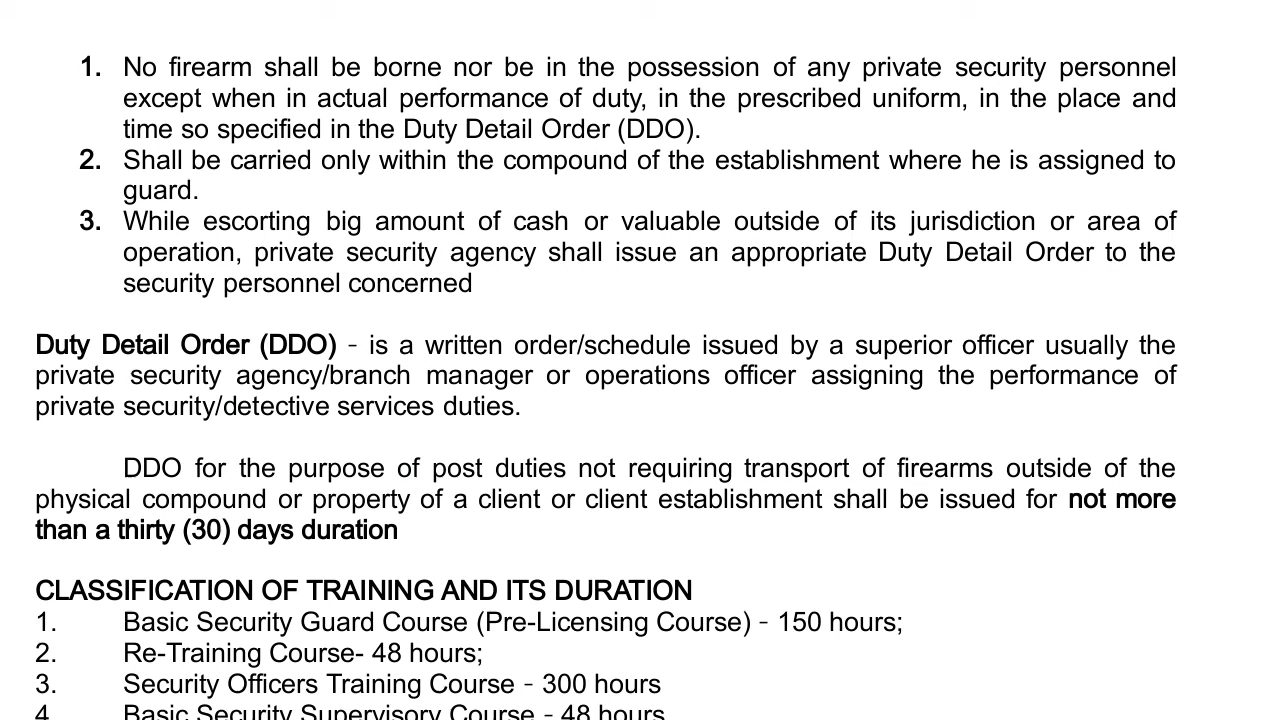 1. No firearm shall be borne nor be in the possession of any private security personnel
except when in actual performance of duty, in the prescribed uniform, in the place and
time so specified in the Duty Detail Order (DDO).
2. Shall be carried only within the compound of the establishment where he is assigned to
guard.
3. While escorting big amount of cash or valuable outside of its jurisdiction or area of
operation, private security agency shall issue an appropriate Duty Detail Order to the
security personnel concerned
Duty Detail Order (DDO) - is a written order/schedule issued by a superior officer usually the
private security agency/branch manager or operations officer assigning the performance of
private security/detective services duties.
DDO for the purpose of post duties not requiring transport of firearms outside of the
physical compound or property of a client or client establishment shall be issued for not more
than a thirty (30) days duration
CLASSIFICATION OF TRAINING AND ITS DURATION
1. Basic Security Guard Course (Pre-Licensing Course) - 150 hours;
2. Re-Training Course- 48 hours;
3. Security Officers Training Course - 300 hours
4 Basic Security Supervisory Course - 48 hours